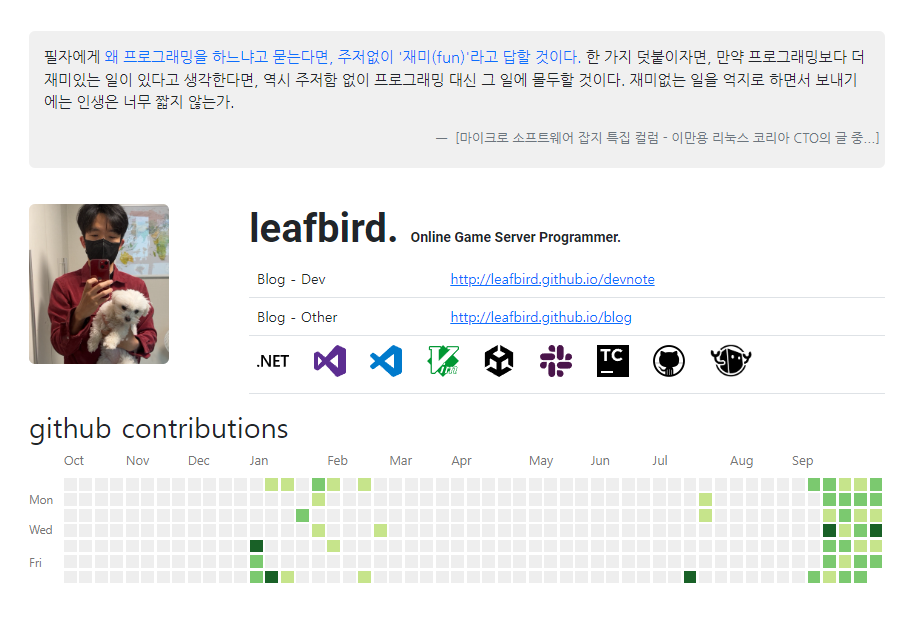 필자에게 왜 프로그래밍을 하느냐고 묻는다면, 주저없이 '재미(fun)'라고 답할 것이다. 한 가지 덧붙이자면, 만약 프로그래밍보다 더
재미있는 일이 있다고 생각한다면, 역시 주저함 없이 프로그래밍 대신 그 일에 몰두할 것이다. 재미없는 일을 억지로 하면서 보내기
에는 인생은 너무 짧지 않는가.
— [마이크로 소프트웨어 잡지 특집 컬럼 - 이만용 리눅스 코리아 CTO의 글 중...]
leafbird. Online Game Server Programmer.
Blog - Dev http://leafbird.github.io/devnote
Blog - Other http://leafbird.github.io/blog
.NET Vim TC
github contributions
Oct Nov Dec Jan Feb Mar Apr May Jun Jul Aug Sep
Mon
Wed
Fri